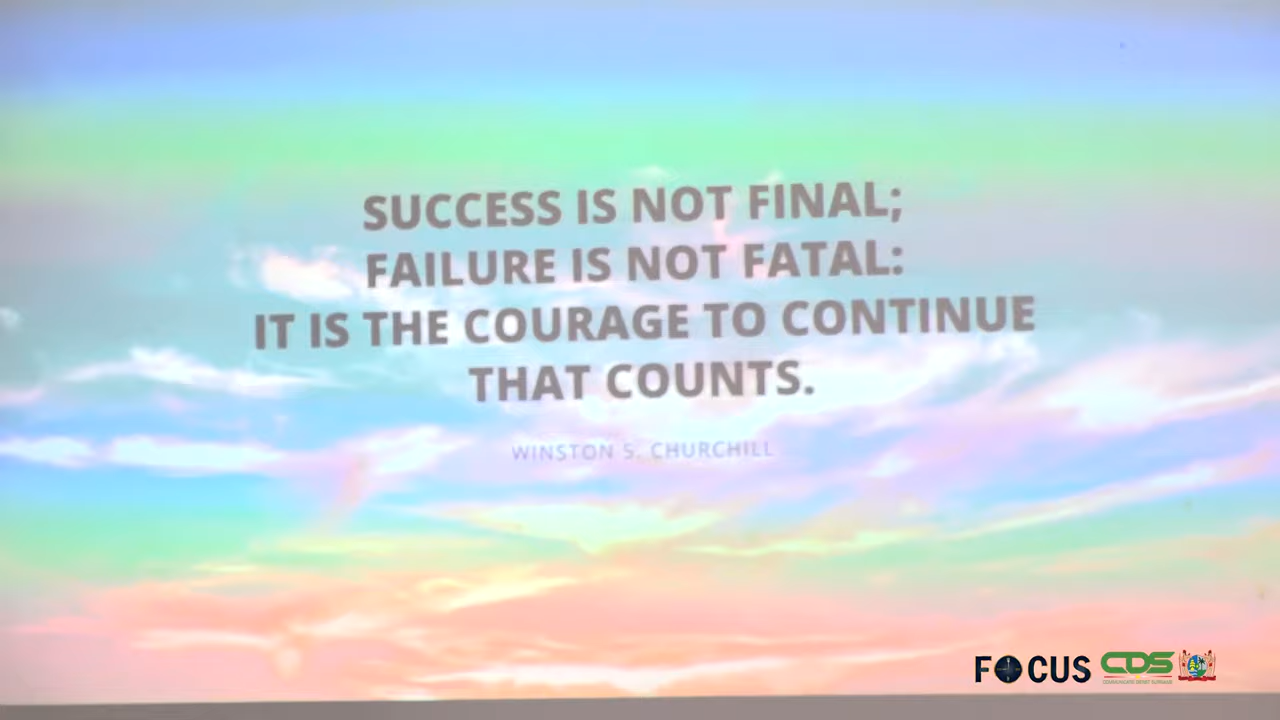 SUCCESS IS NOT FINAL;
FAILURE IS NOT FATAL:
IT IS THE COURAGE TO CONTINUE
THAT COUNTS.
WINSTON S. CHURCHILL
FOCUS
CDS